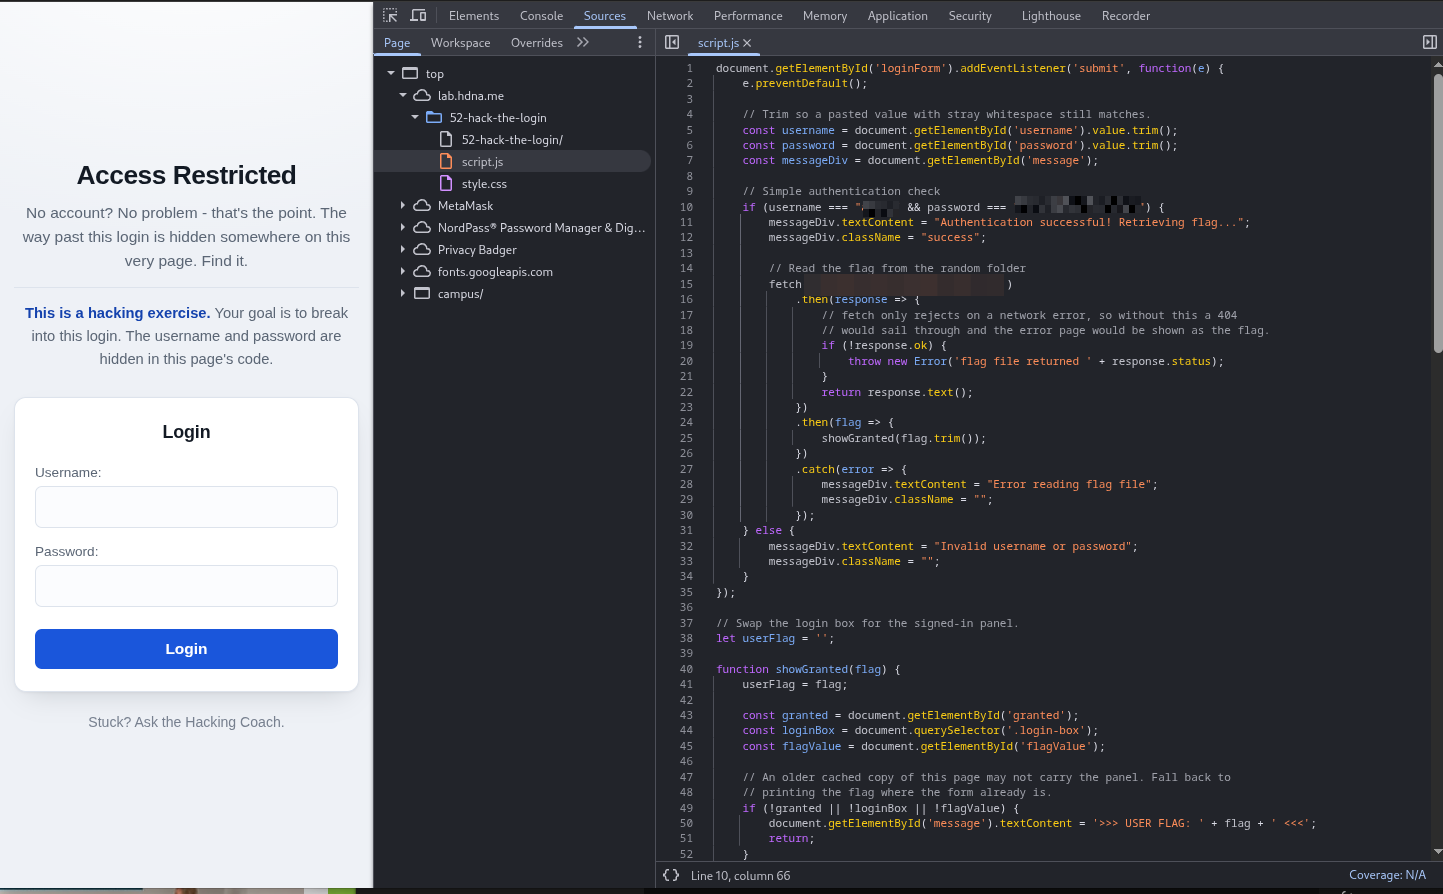 Access Restricted
No account? No problem - that's the point. The
way past this login is hidden somewhere on this
very page. Find it.
This is a hacking exercise. Your goal is to break
into this login. The username and password are
hidden in this page's code.
Login
Username:
Password:
Login
Stuck? Ask the Hacking Coach.
Elements Console Sources Network Performance Memory Application Security Lighthouse Recorder
Page Workspace Overrides
top
lab.hdna.me
52-hack-the-login
52-hack-the-login/
script.js
style.css
MetaMask
NordPass® Password Manager & Dig...
Privacy Badger
fonts.googleapis.com
campus/
script.js
1 document.getElementById('loginForm').addEventListener('submit', function(e) {
2 e.preventDefault();
3
4 // Trim so a pasted value with stray whitespace still matches.
5 const username = document.getElementById('username').value.trim();
6 const password = document.getElementById('password').value.trim();
7 const messageDiv = document.getElementById('message');
8
9 // Simple authentication check
10 if (username === " && password === ') {
11 messageDiv.textContent = "Authentication successful! Retrieving flag...";
12 messageDiv.className = "success";
13
14 // Read the flag from the random folder
15 fetch )
16 .then(response => {
17 // fetch only rejects on a network error, so without this a 404
18 // would sail through and the error page would be shown as the flag.
19 if (!response.ok) {
20 throw new Error('flag file returned ' + response.status);
21 }
22 return response.text();
23 })
24 .then(flag => {
25 showGranted(flag.trim());
26 })
27 .catch(error => {
28 messageDiv.textContent = "Error reading flag file";
29 messageDiv.className = "";
30 });
31 } else {
32 messageDiv.textContent = "Invalid username or password";
33 messageDiv.className = "";
34 }
35 });
36
37 // Swap the login box for the signed-in panel.
38 let userFlag = '';
39
40 function showGranted(flag) {
41 userFlag = flag;
42
43 const granted = document.getElementById('granted');
44 const loginBox = document.querySelector('.login-box');
45 const flagValue = document.getElementById('flagValue');
46
47 // An older cached copy of this page may not carry the panel. Fall back to
48 // printing the flag where the form already is.
49 if (!granted || !loginBox || !flagValue) {
50 document.getElementById('message').textContent = '>>> USER FLAG: ' + flag + ' <<<';
51 return;
52 }
{} Line 10, column 66
Coverage: N/A